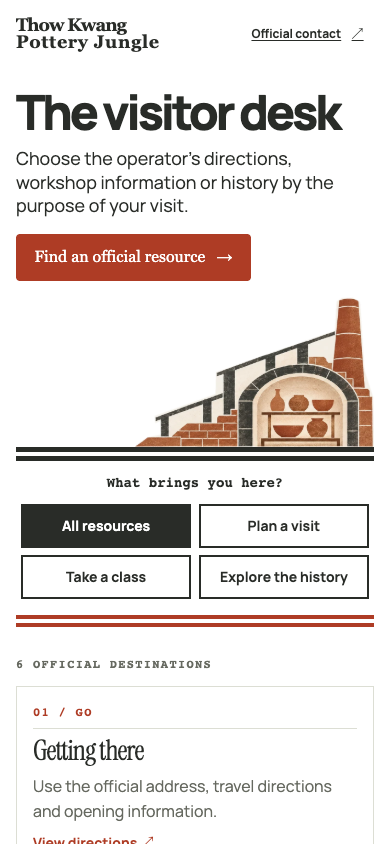 Thow Kwang
Pottery Jungle
Official contact ↗
The visitor desk
Choose the operator's directions,
workshop information or history by the
purpose of your visit.
Find an official resource →
What brings you here?
All resources
Plan a visit
Take a class
Explore the history
6 OFFICIAL DESTINATIONS
01 / GO
Getting there
Use the official address, travel directions
and opening information.
View directions ↗